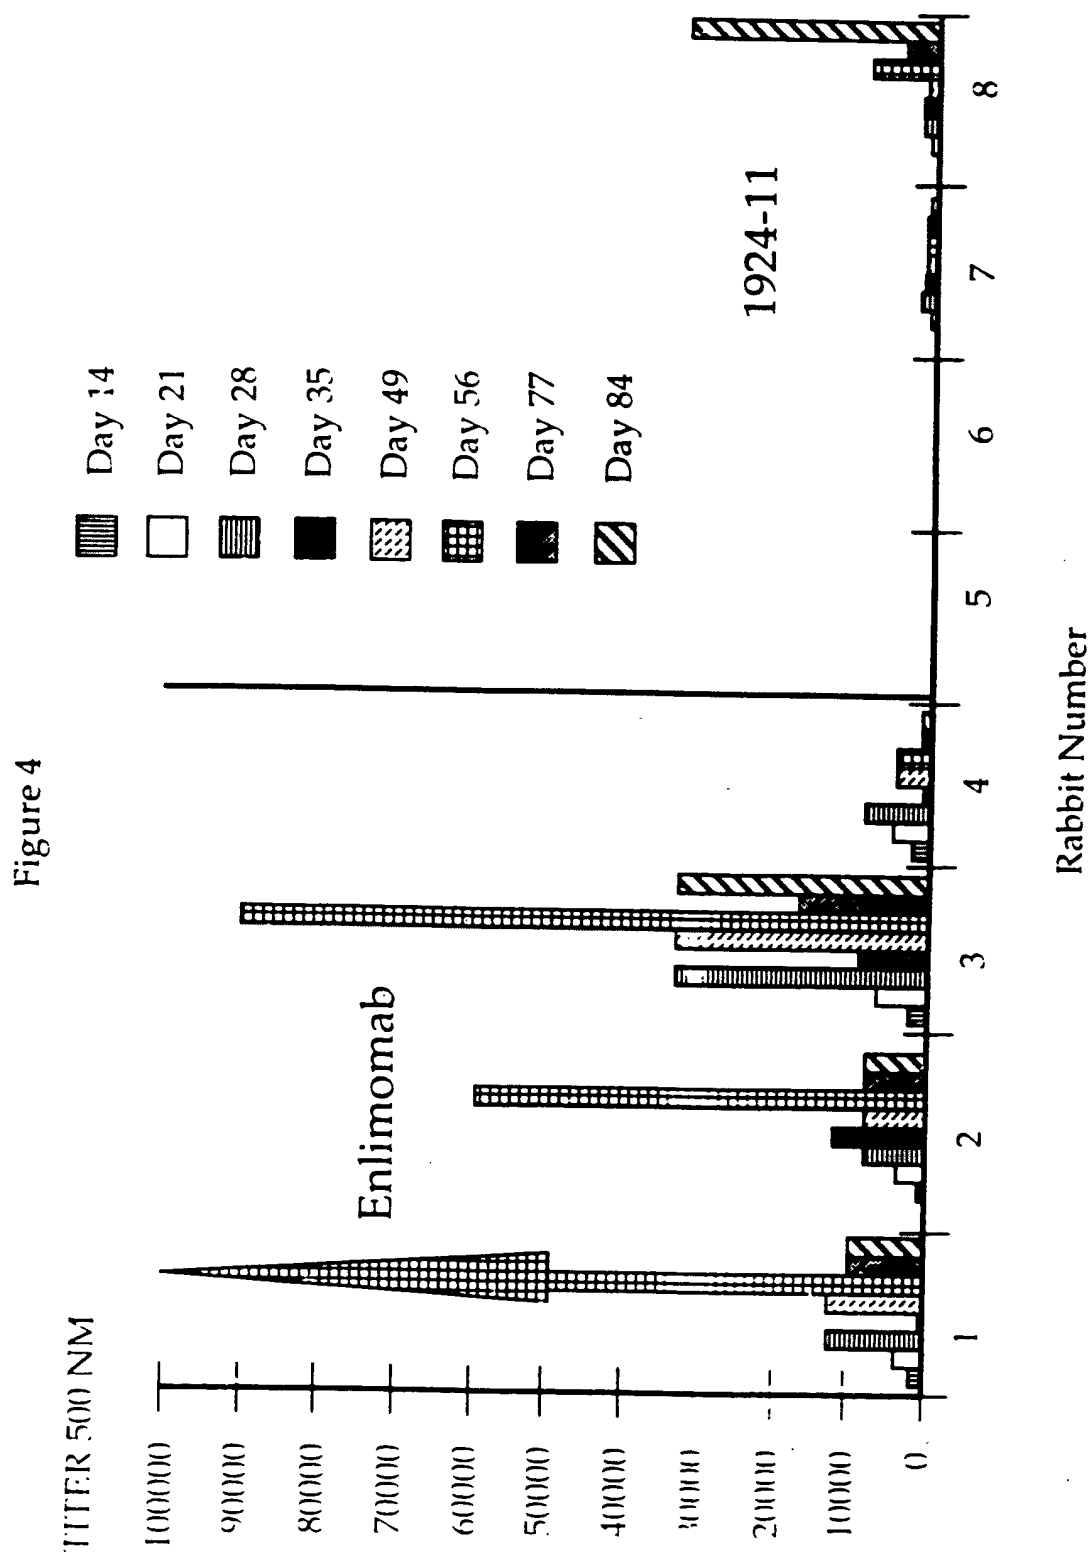 Figure 4
TITER 500 NM
100000
90000
80000
70000
60000
50000
40000
30000
20000
10000
0
Enlimomab
1924-11
Day 14
Day 21
Day 28
Day 35
Day 49
Day 56
Day 77
Day 84
1 2 3 4 5 6 7 8
Rabbit Number